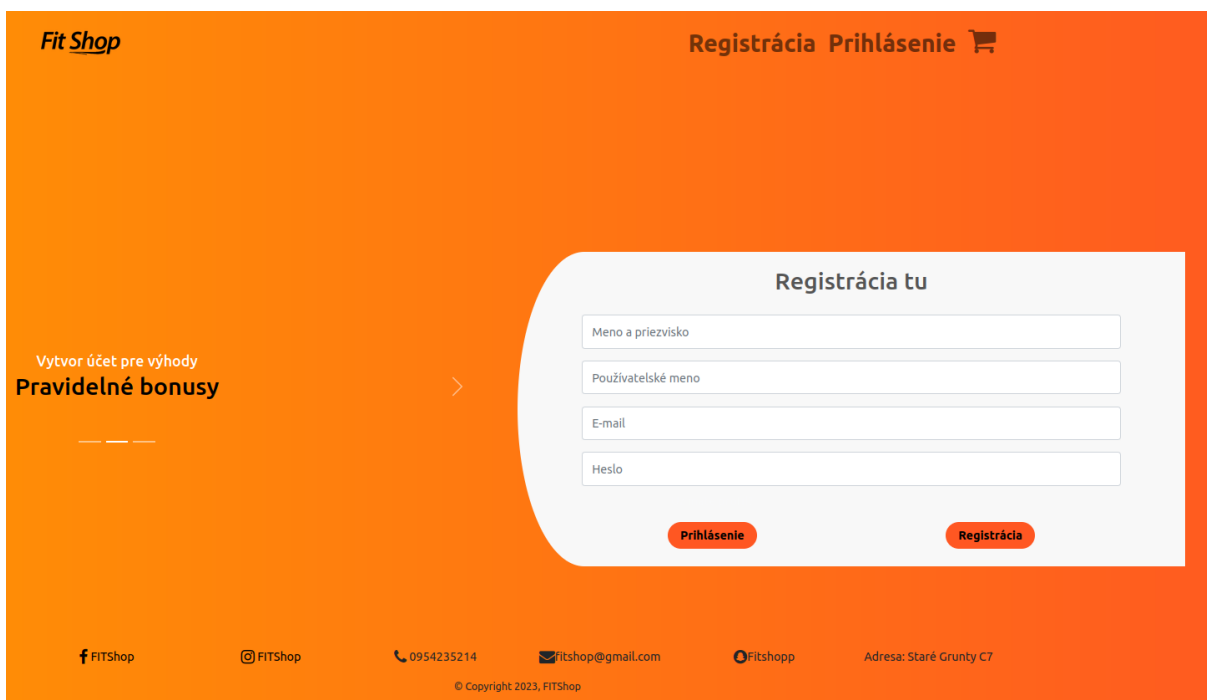 Fit Shop
Registrácia Prihlásenie
Registrácia tu
Meno a priezvisko
Vytvor účet pre výhody
Pravidelné bonusy
Používatelské meno
E-mail
Heslo
Prihlásenie
Registrácia
FITShop
FITShop
0954235214
fitshop@gmail.com
Fitshopp
Adresa: Staré Grunty C7
© Copyright 2023, FITShop